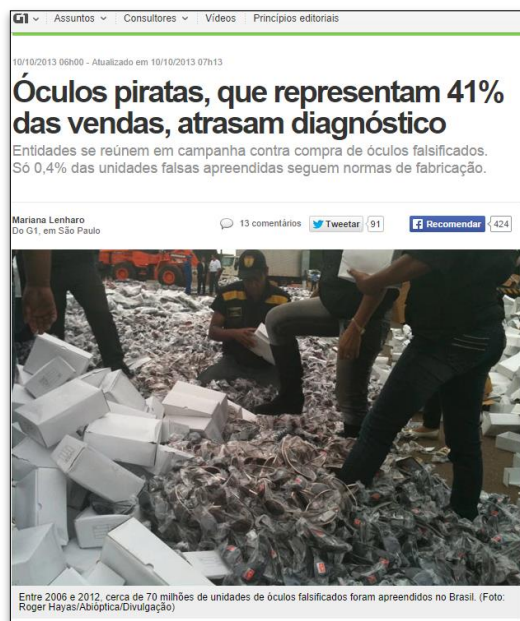 G1 Assuntos Consultores Vídeos Princípios editoriais
10/10/2013 06h00 - Atualizado em 10/10/2013 07h13
Óculos piratas, que representam 41%
das vendas, atrasam diagnóstico
Entidades se reúnem em campanha contra compra de óculos falsificados.
Só 0,4% das unidades falsas apreendidas seguem normas de fabricação.
Mariana Lenharo
Do G1, em São Paulo
13 comentários Tweetar 91 Recomendar 424
Entre 2006 e 2012, cerca de 70 milhões de unidades de óculos falsificados foram apreendidos no Brasil. (Foto:
Roger Hayas/Abióptica/Divulgação)